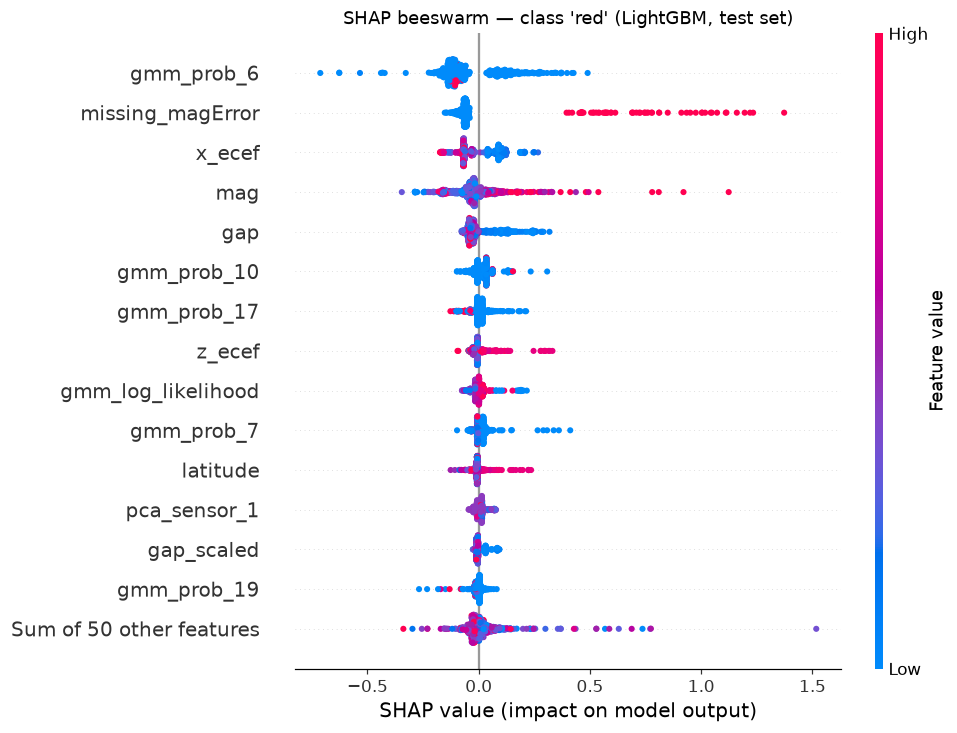 SHAP beeswarm — class 'red' (LightGBM, test set)
High
gmm_prob_6
missing_magError
x_ecef
mag
gap
gmm_prob_10
gmm_prob_17
z_ecef
gmm_log_likelihood
gmm_prob_7
latitude
pca_sensor_1
gap_scaled
gmm_prob_19
Sum of 50 other features
Feature value
Low
−0.5 0.0 0.5 1.0 1.5
SHAP value (impact on model output)